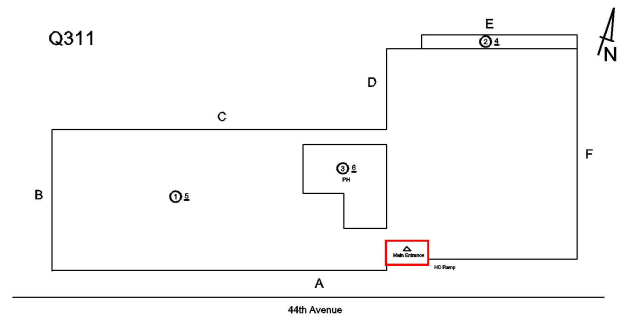 E
Q311
② 4
N
D
C
③ 6
PH
F
B
① 5
Main Entrance
HC Ramp
A
44th Avenue